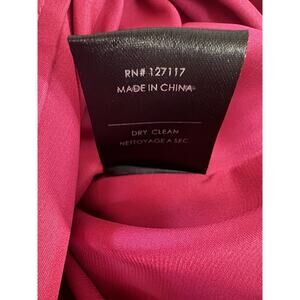 RN# 127117
MADE IN CHINA
DRY CLEAN
NETTOYAGE A SEC